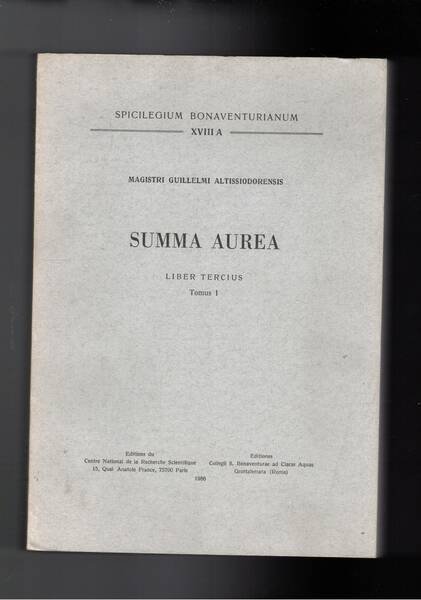 SPICILEGIUM BONAVENTURIANUM
XVIII A
MAGISTRI GUILLELMI ALTISSIODORENSIS
SUMMA AUREA
LIBER TERCIUS
Tomus I
Editions du
Centre National de la Recherche Scientifique
15, Quai Anatole France, 75700 Paris
Editiones
Collegii S. Bonaventurae ad Claras Aquas
Grottaferrata (Roma)
1986